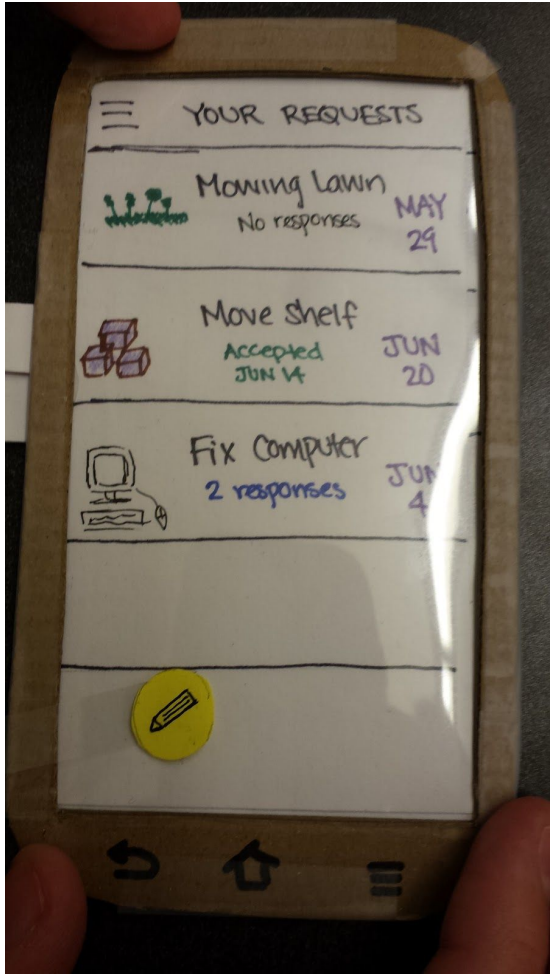 YOUR REQUESTS
Mowing Lawn
No responses
MAY
29
Move Shelf
Accepted
JUN 14
JUN
20
Fix Computer
2 responses
JUN
4